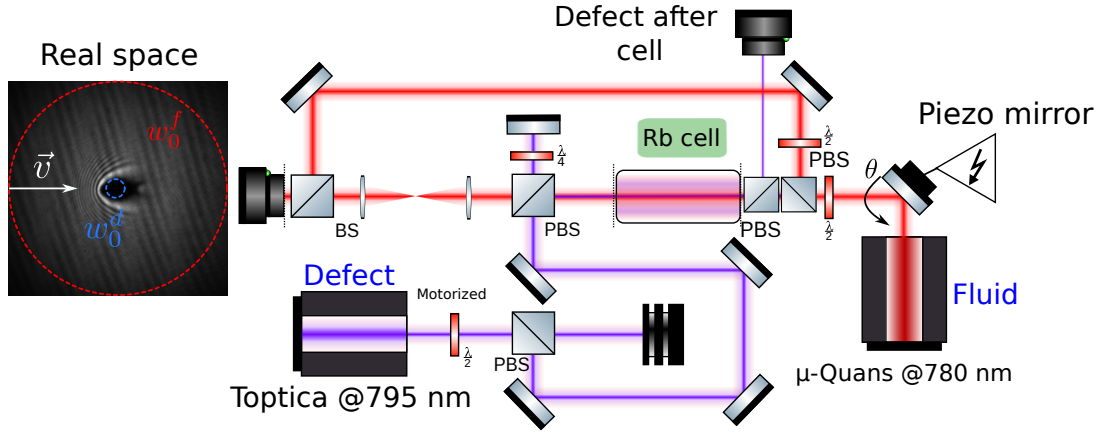 Real space
w_0^f
\vec{v}
w_0^d
Defect after
cell
Piezo mirror
Rb cell
λ/2
PBS
λ/4
θ
BS
PBS
PBS
λ/2
Defect
Motorized
λ/2
PBS
Fluid
Toptica @795 nm
μ-Quans @780 nm